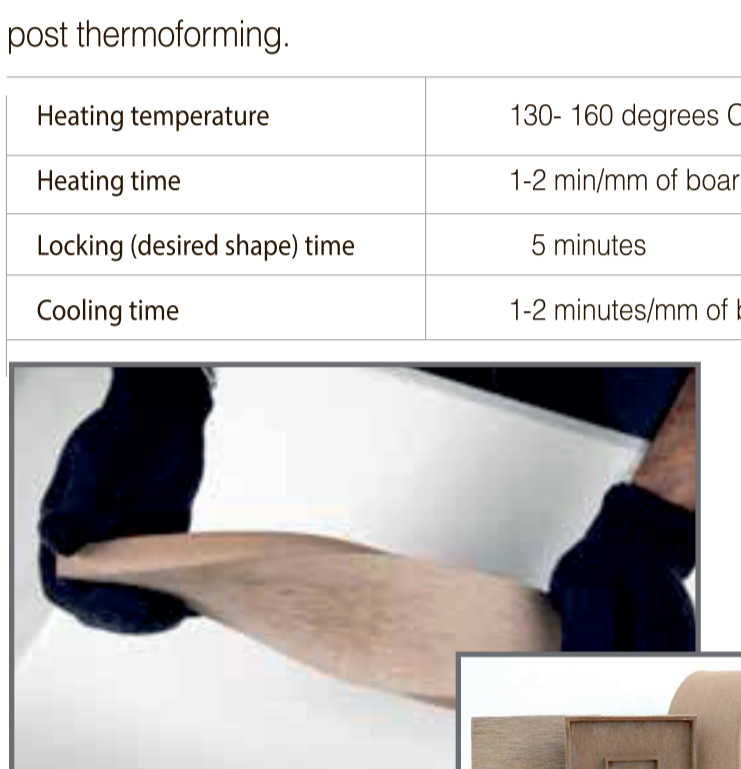 post thermoforming.
Heating temperature 130- 160 degrees C
Heating time 1-2 min/mm of boar
Locking (desired shape) time 5 minutes
Cooling time 1-2 minutes/mm of